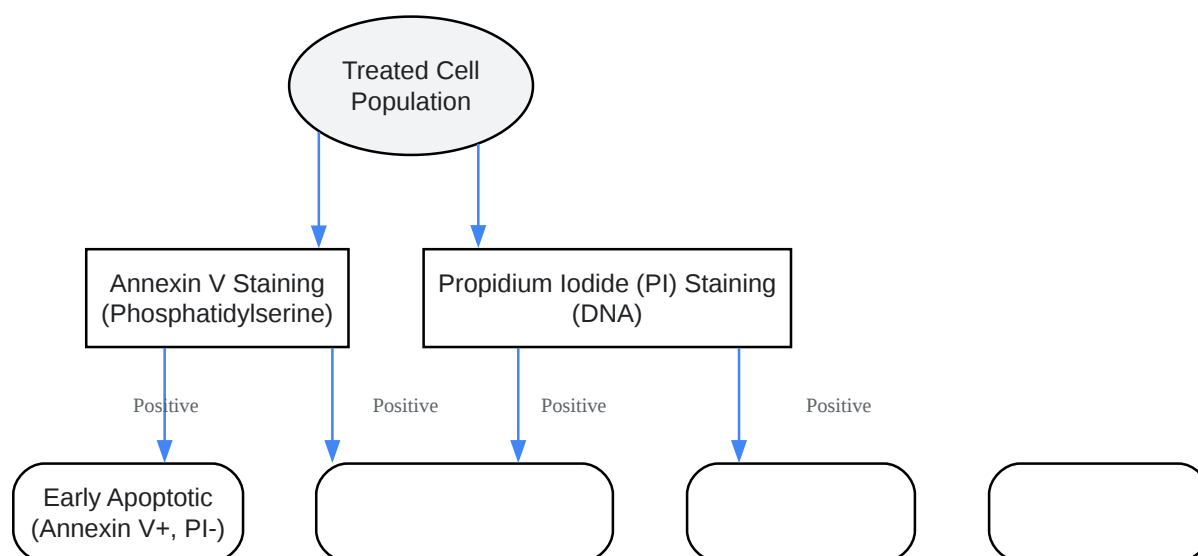 Treated Cell
Population
Annexin V Staining
(Phosphatidylserine)
Propidium Iodide (PI) Staining
(DNA)
Positive
Positive
Positive
Positive
Early Apoptotic
(Annexin V+, PI-)